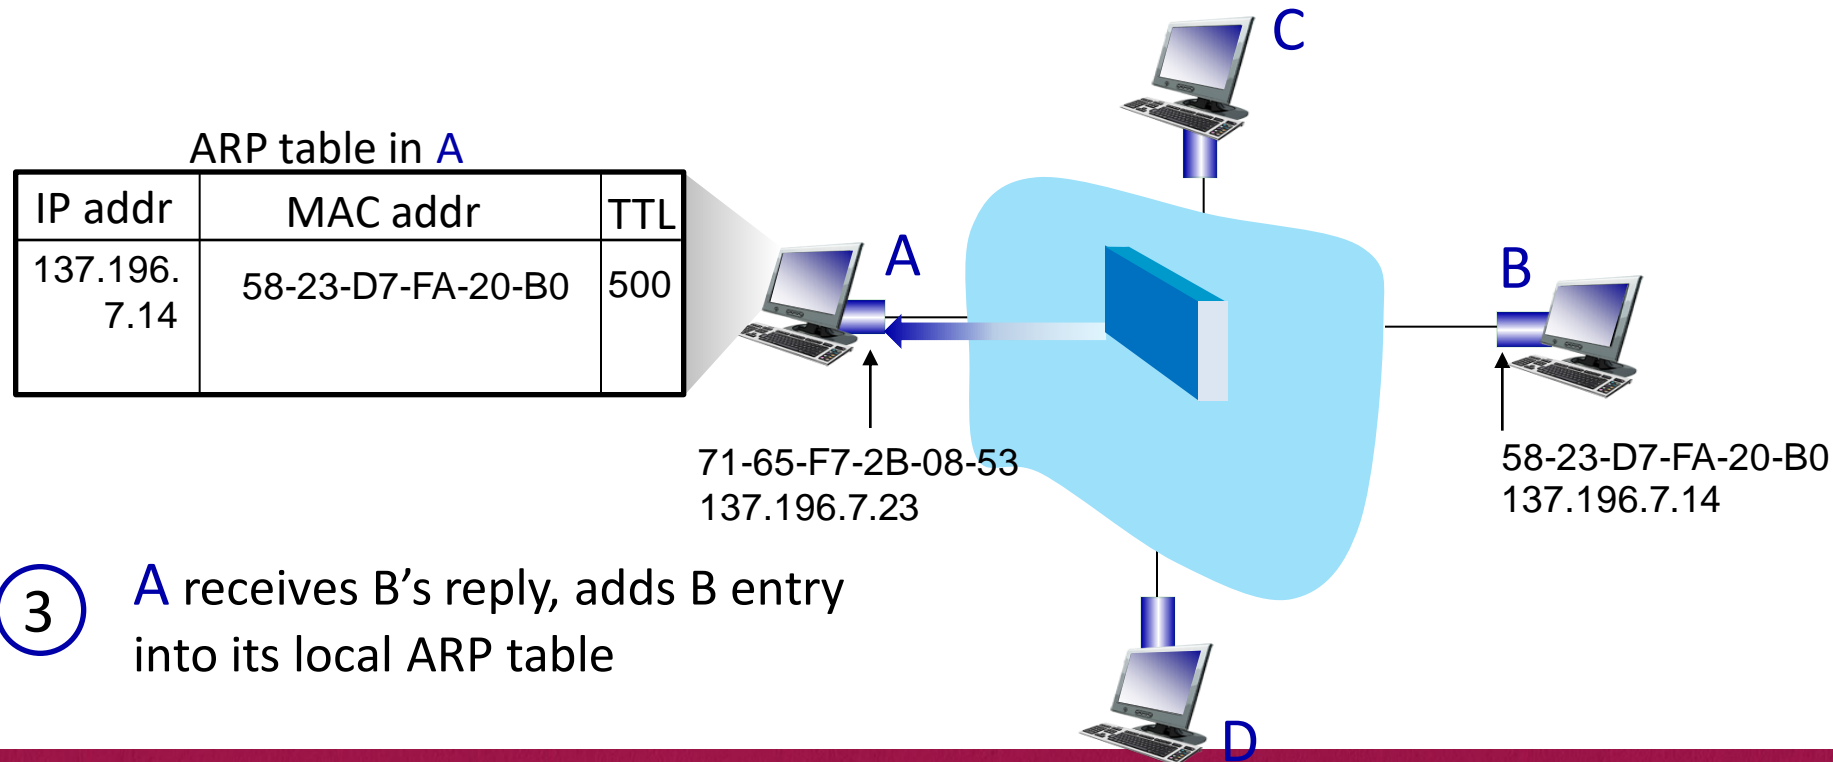 C
ARP table in A
IP addr MAC addr TTL
137.196. 58-23-D7-FA-20-B0 500
7.14
A
B
71-65-F7-2B-08-53
137.196.7.23
58-23-D7-FA-20-B0
137.196.7.14
3
A receives B’s reply, adds B entry
into its local ARP table
D